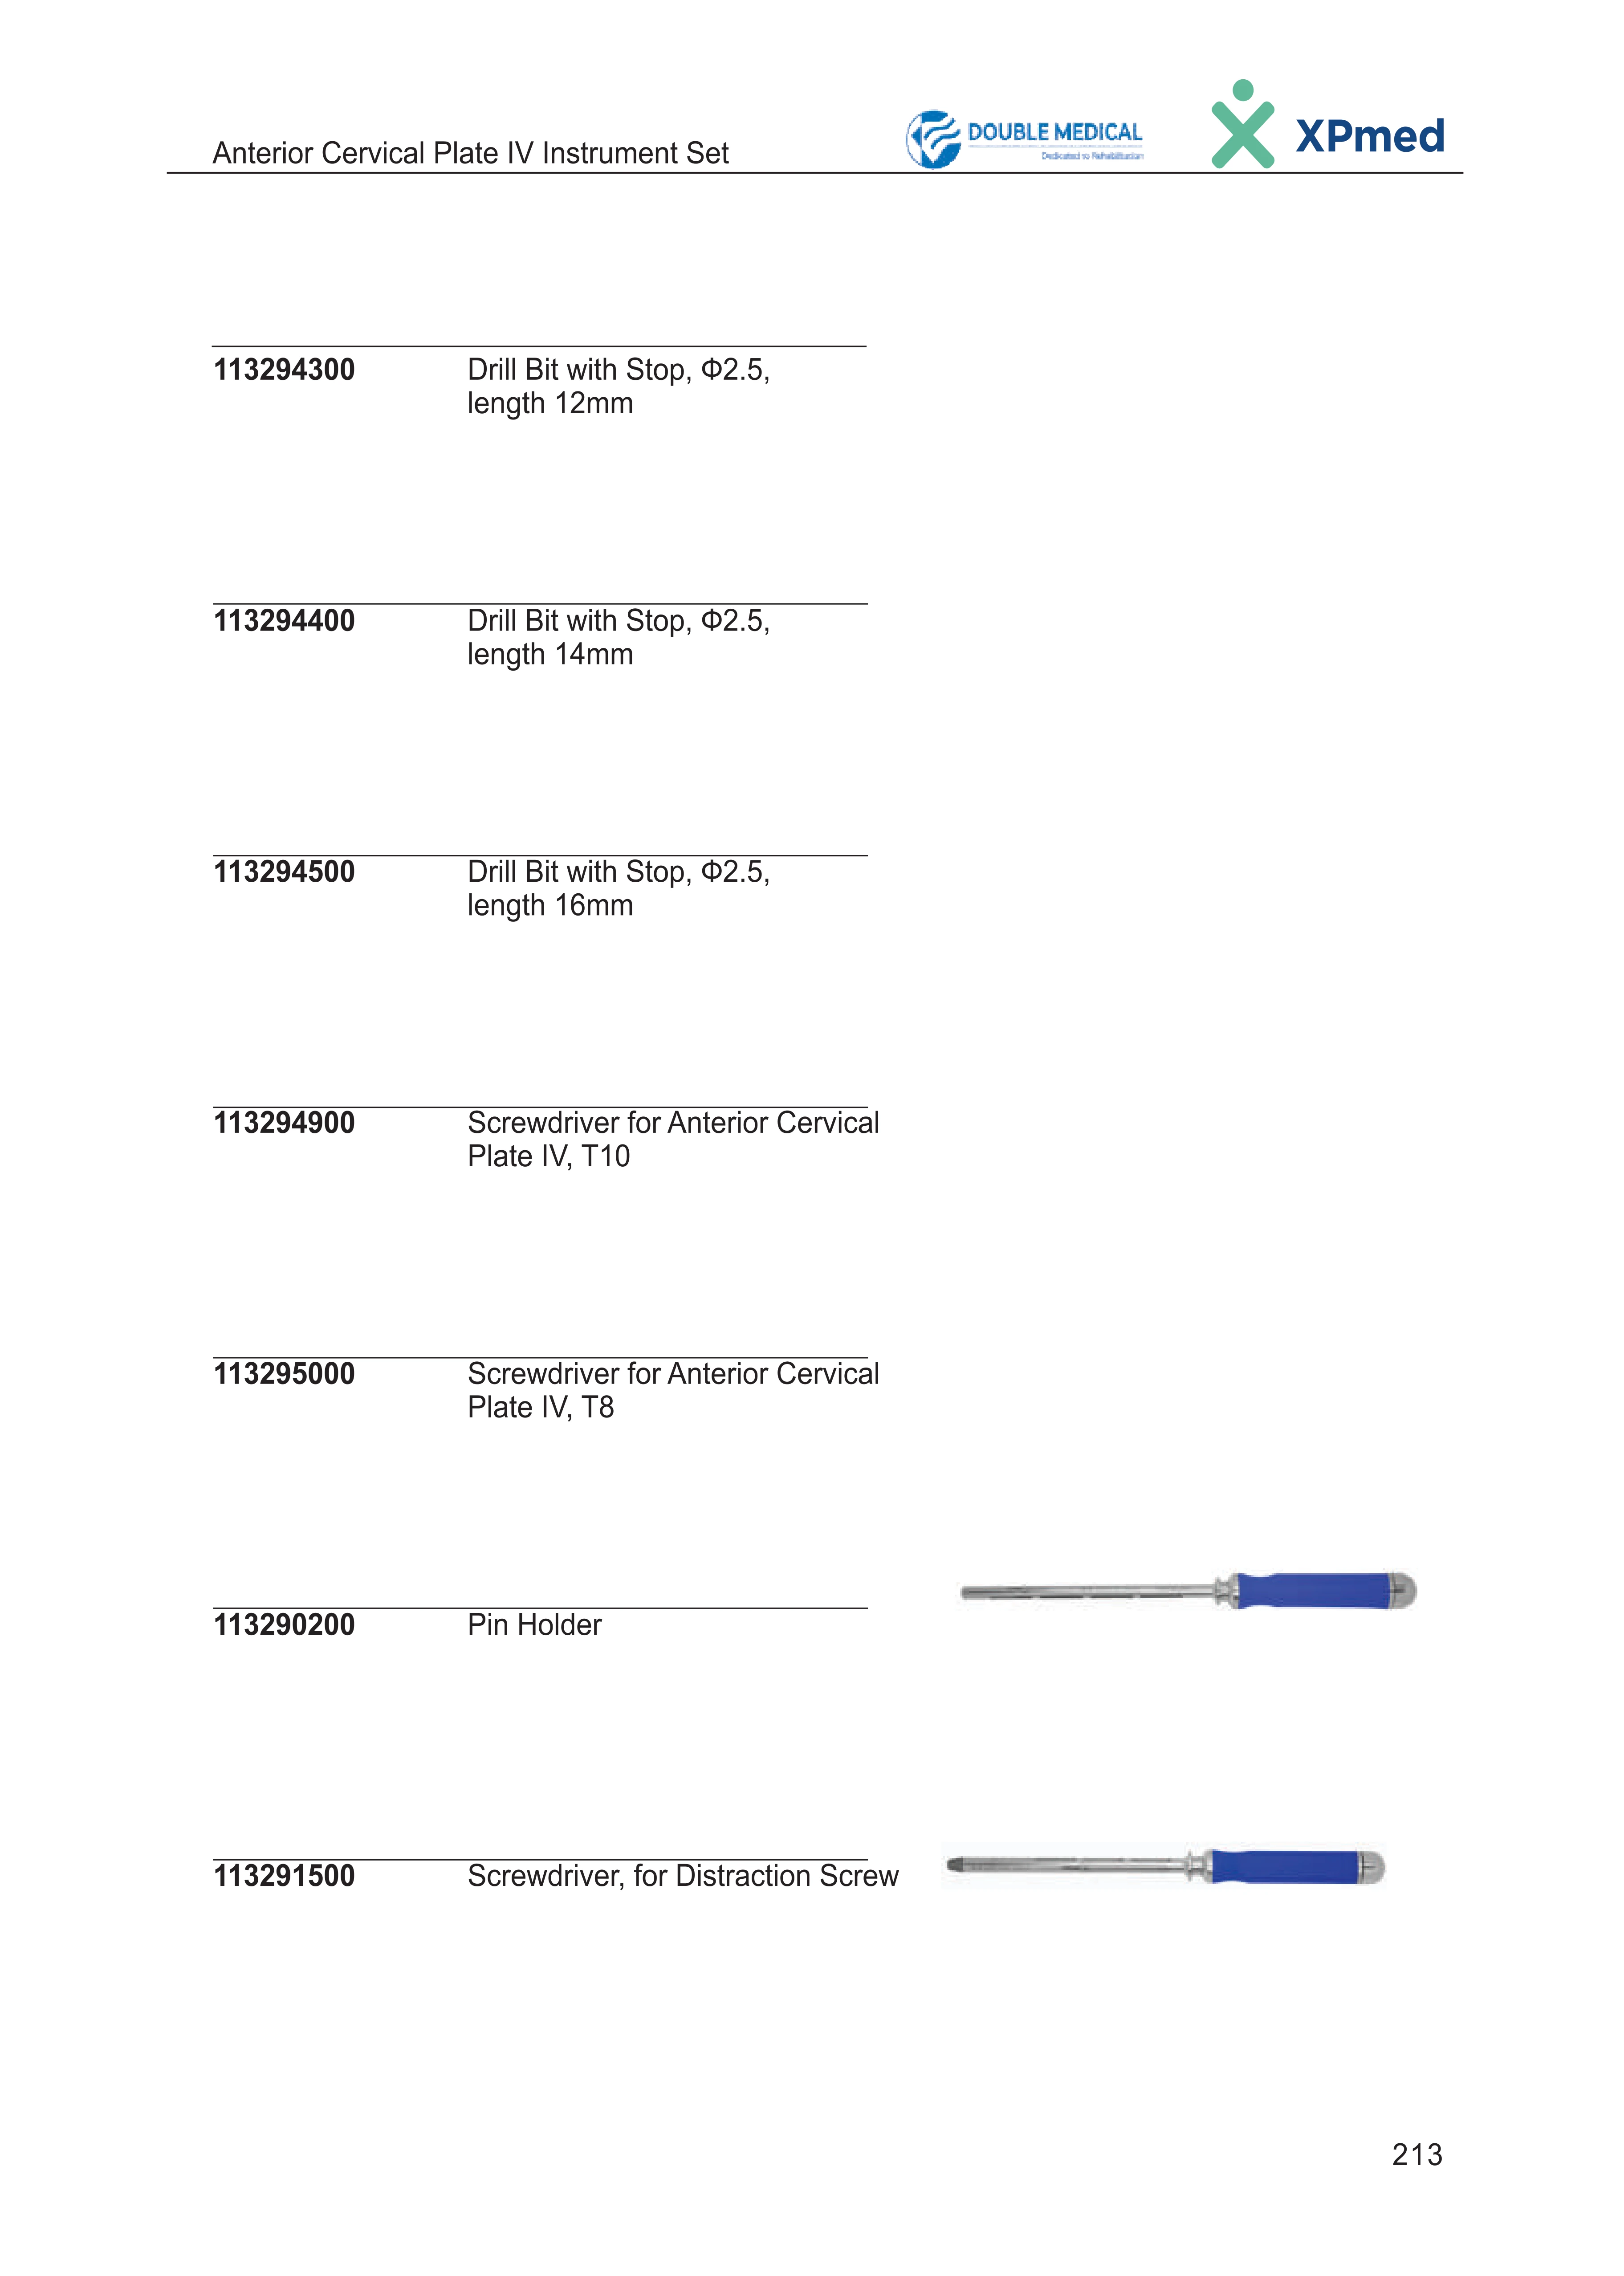 Anterior Cervical Plate IV Instrument Set
DOUBLE MEDICAL
Dedicated to Rehabilitation
XPmed
113294300 Drill Bit with Stop, Φ2.5,
length 12mm
113294400 Drill Bit with Stop, Φ2.5,
length 14mm
113294500 Drill Bit with Stop, Φ2.5,
length 16mm
113294900 Screwdriver for Anterior Cervical
Plate IV, T10
113295000 Screwdriver for Anterior Cervical
Plate IV, T8
113290200 Pin Holder
113291500 Screwdriver, for Distraction Screw
213